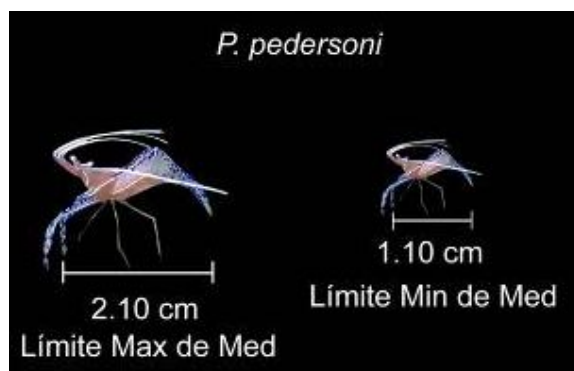 P. pedersoni
2.10 cm
Límite Max de Med
1.10 cm
Límite Min de Med